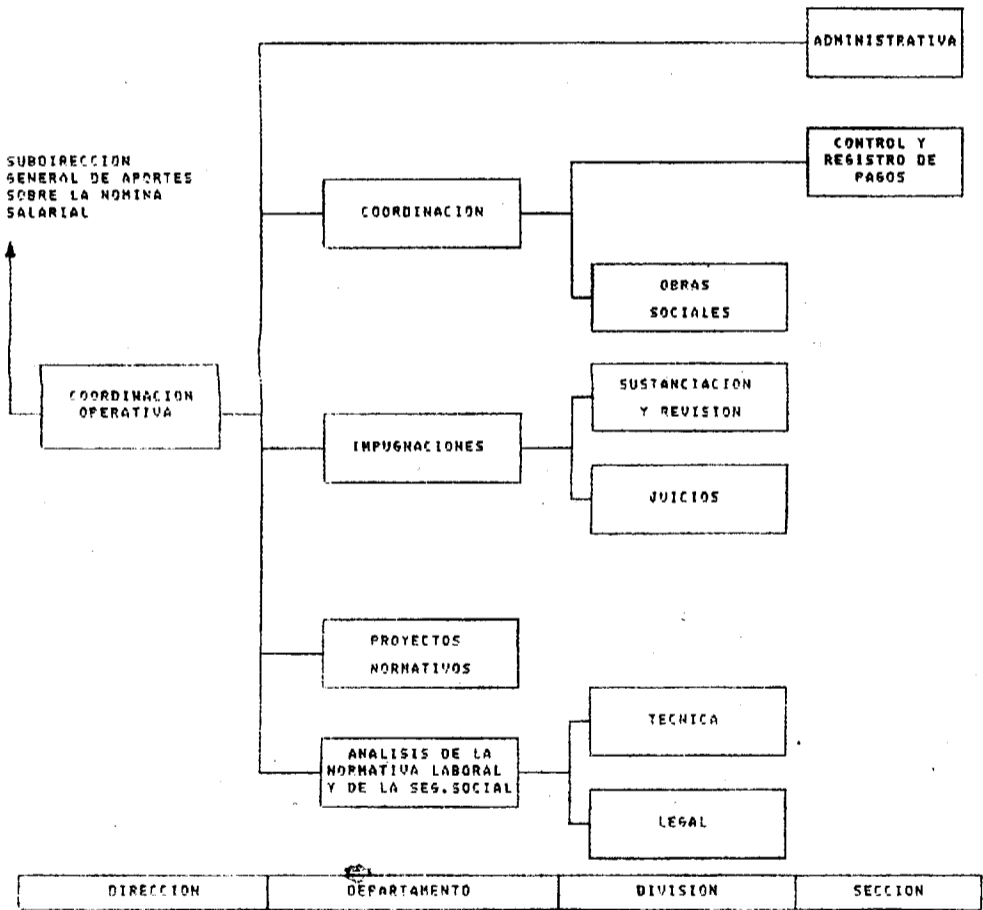 ADMINISTRATIVA
SUBDIRECCION
GENERAL DE APORTES
SOBRE LA NOMINA
SALARIAL
CONTROL Y
REGISTRO DE
PAGOS
COORDINACION
OBRAS
SOCIALES
COORDINACION
OPERATIVA
SUSTANCIACION
Y REVISION
IMPUGNACIONES
JUICIOS
PROYECTOS
NORMATIVOS
TECNICA
ANALISIS DE LA
NORMATIVA LABORAL
Y DE LA SEG.SOCIAL
LEGAL
DIRECCION
DEPARTAMENTO
DIVISION
SECCION